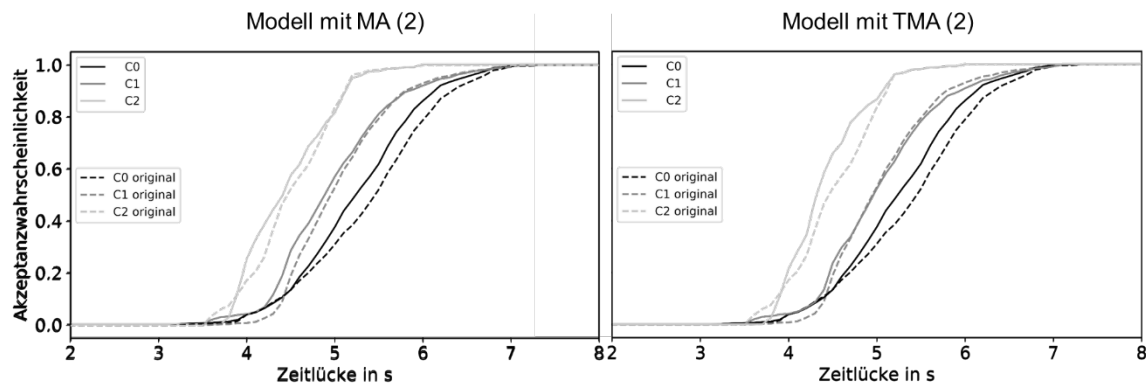 Modell mit MA (2)
Akzeptanzwahrscheinlichkeit
1.0
0.8
0.6
0.4
0.2
0.0
C0
C1
C2
C0 original
C1 original
C2 original
2 3 4 5 6 7 8
Zeitlücke in s
Modell mit TMA (2)
C0
C1
C2
C0 original
C1 original
C2 original
2 3 4 5 6 7 8
Zeitlücke in s